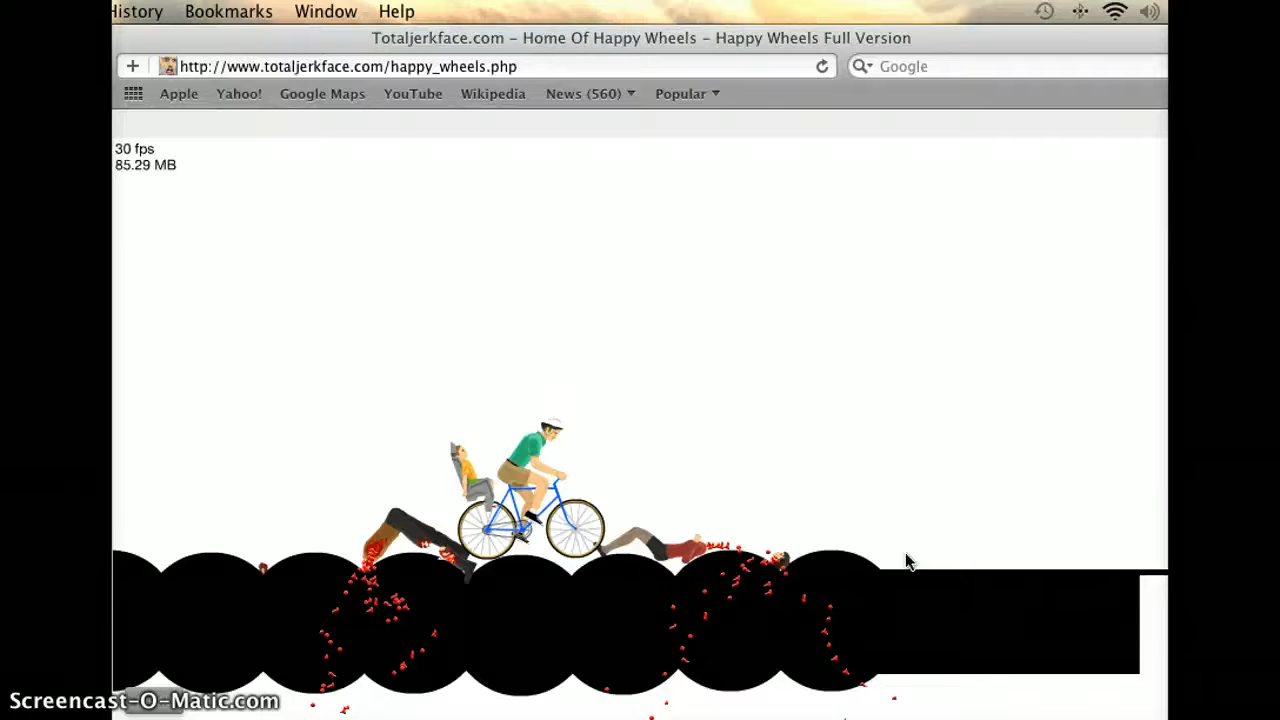 History Bookmarks Window Help
Totaljerkface.com – Home Of Happy Wheels – Happy Wheels Full Version
http://www.totaljerkface.com/happy_wheels.php
Google
Apple Yahoo! Google Maps YouTube Wikipedia News (560) Popular
30 fps
85.29 MB
Screencast-O-Matic.com